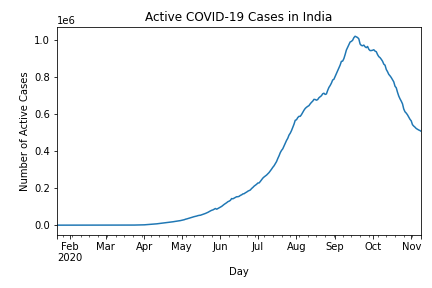 Active COVID-19 Cases in India
1e6
1.0
0.8
0.6
0.4
0.2
0.0
Number of Active Cases
Feb Mar Apr May Jun Jul Aug Sep Oct Nov
2020
Day